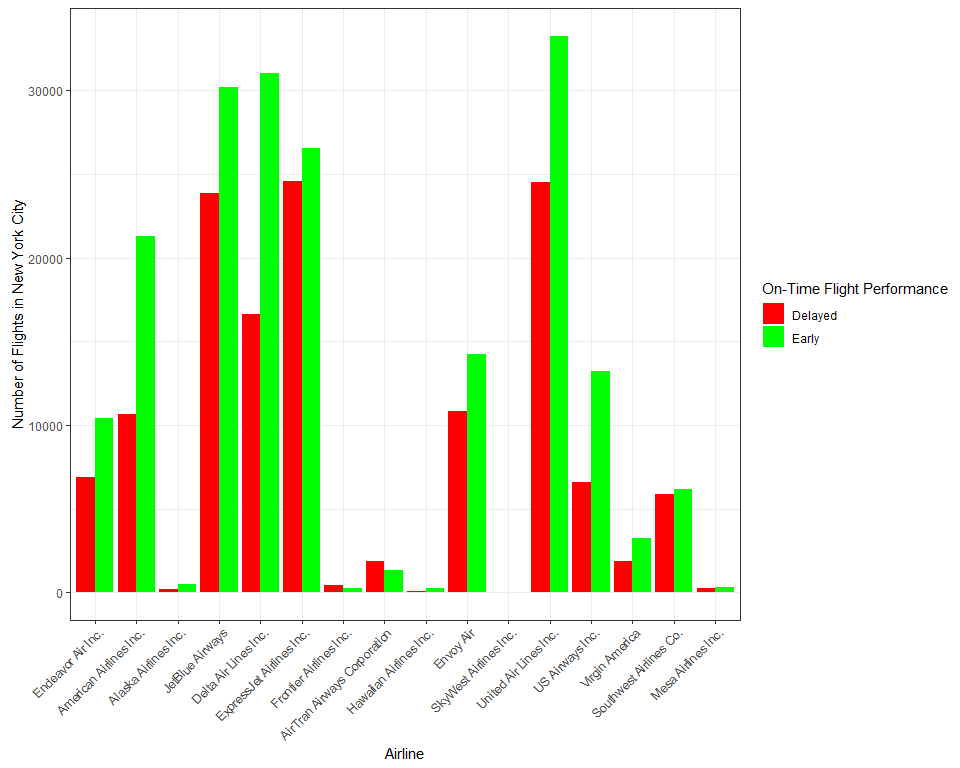 Number of Flights in New York City
30000
20000
10000
0
Endeavor Air Inc.
American Airlines Inc.
Alaska Airlines Inc.
JetBlue Airways
Delta Air Lines Inc.
ExpressJet Airlines Inc.
Frontier Airlines Inc.
AirTran Airways Corporation
Hawaiian Airlines Inc.
Envoy Air
SkyWest Airlines Inc.
United Air Lines Inc.
US Airways Inc.
Virgin America
Southwest Airlines Co.
Mesa Airlines Inc.
Airline
On-Time Flight Performance
Delayed
Early